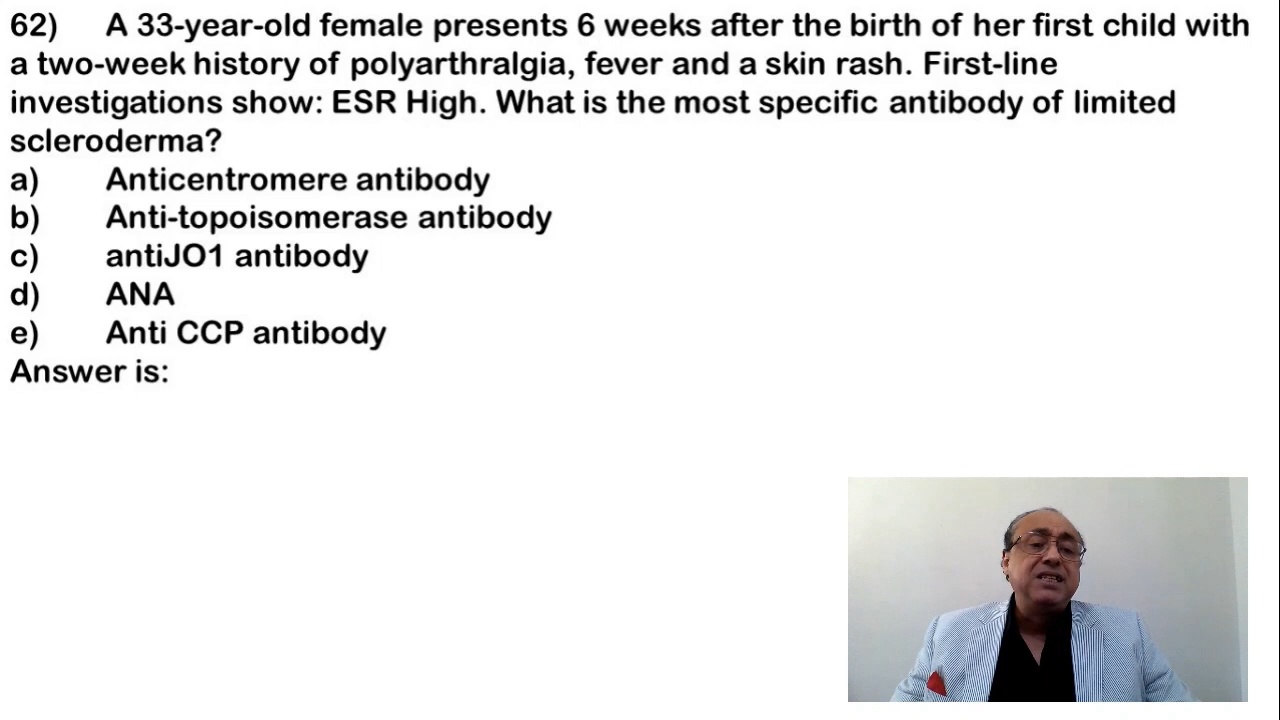 62) A 33-year-old female presents 6 weeks after the birth of her first child with
a two-week history of polyarthralgia, fever and a skin rash. First-line
investigations show: ESR High. What is the most specific antibody of limited
scleroderma?
a) Anticentromere antibody
b) Anti-topoisomerase antibody
c) antiJO1 antibody
d) ANA
e) Anti CCP antibody
Answer is: